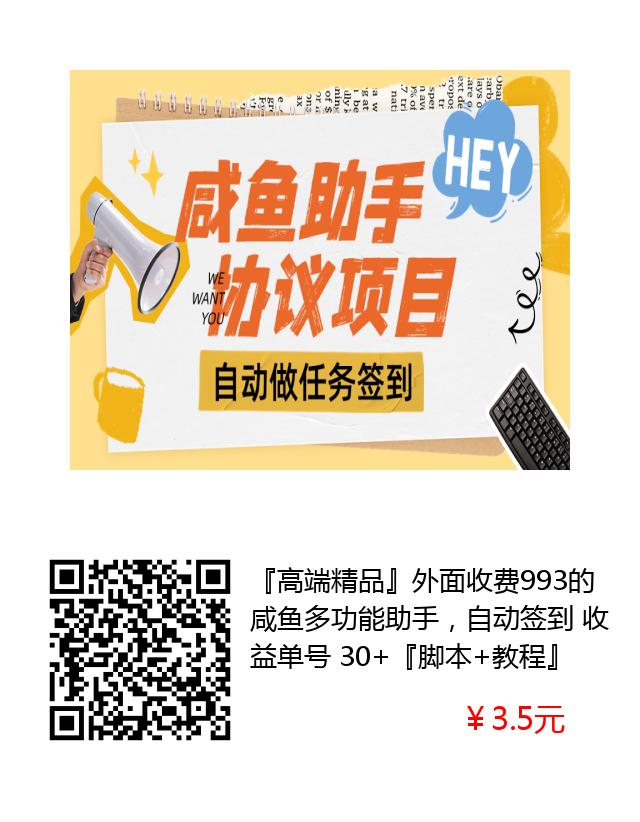 HEY
咸鱼助手
WE
WANT
YOU
协议项目
自动做任务签到
『高端精品』外面收费993的
咸鱼多功能助手，自动签到 收
益单号 30+『脚本+教程』
¥ 3.5元